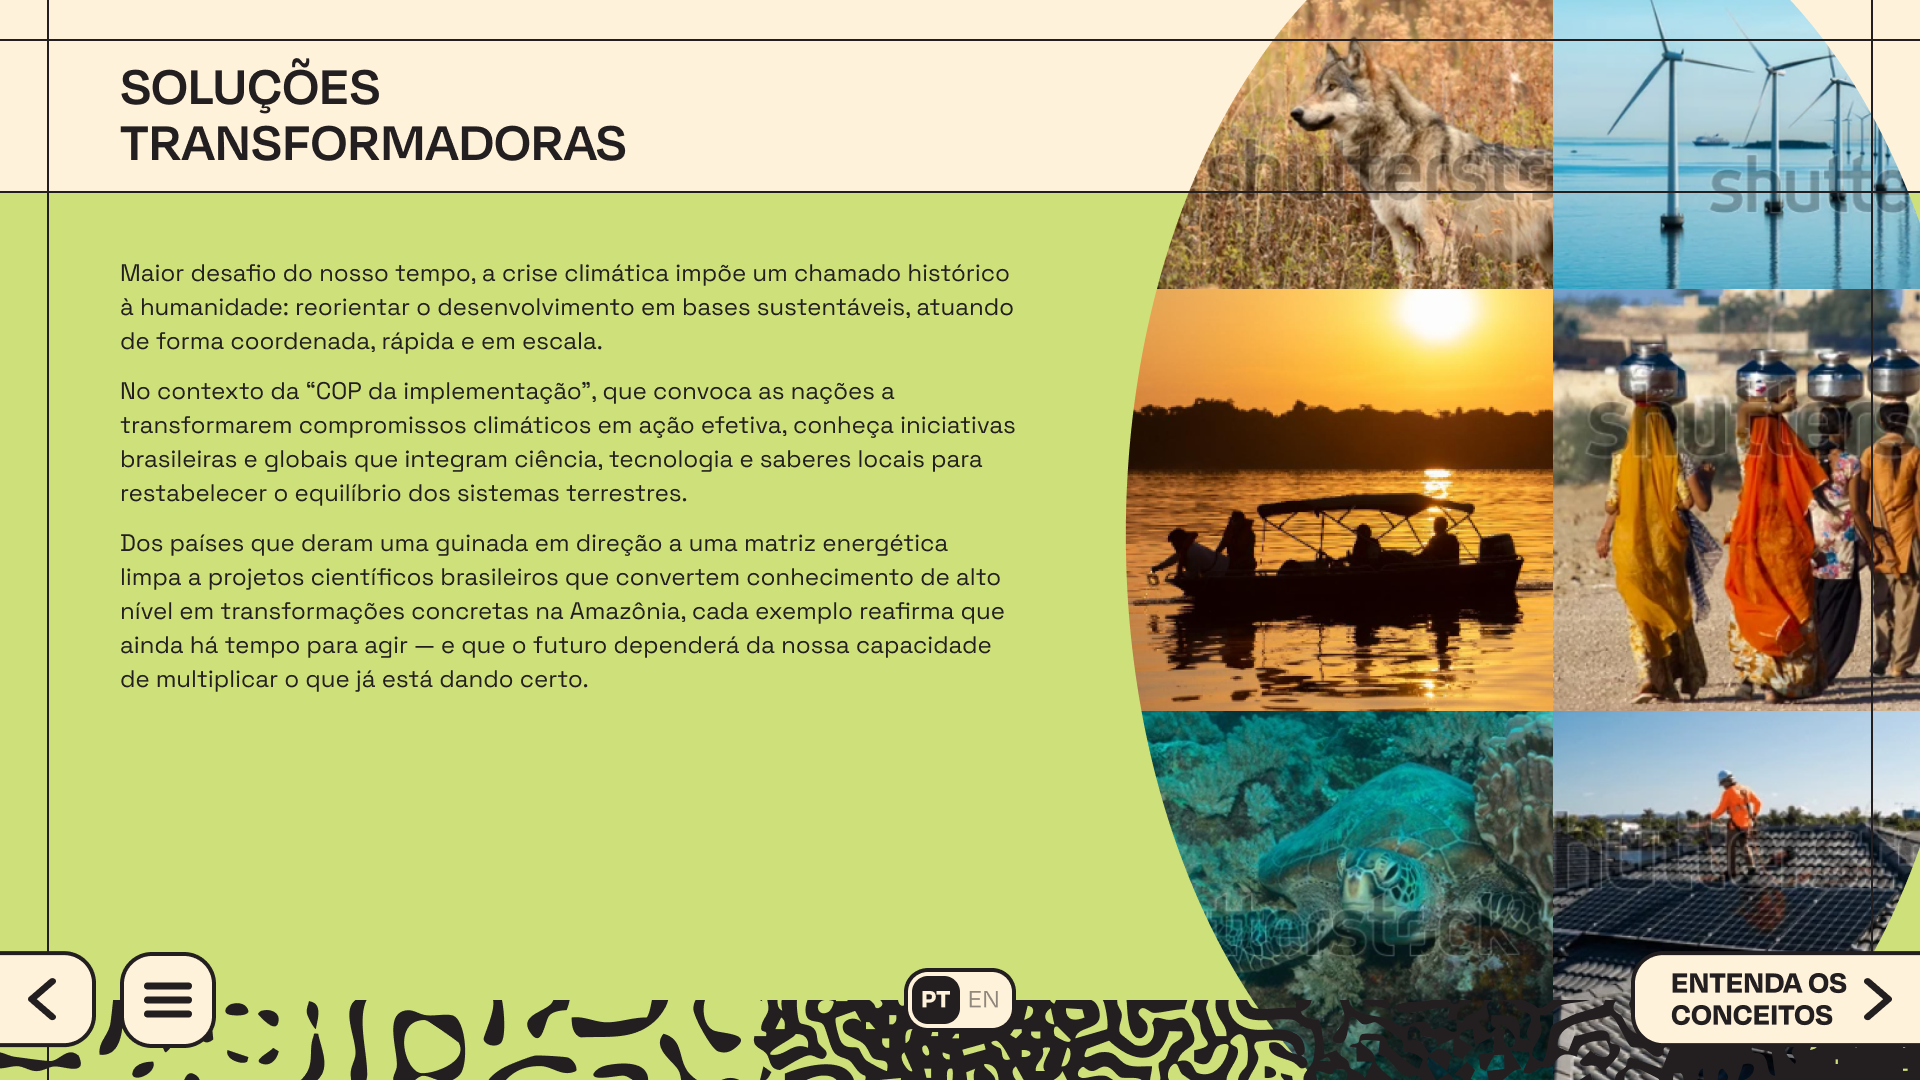 SOLUÇÕES
TRANSFORMADORAS
Maior desafio do nosso tempo, a crise climática impõe um chamado histórico
à humanidade: reorientar o desenvolvimento em bases sustentáveis, atuando
de forma coordenada, rápida e em escala.
No contexto da “COP da implementação”, que convoca as nações a
transformarem compromissos climáticos em ação efetiva, conheça iniciativas
brasileiras e globais que integram ciência, tecnologia e saberes locais para
restabelecer o equilíbrio dos sistemas terrestres.
Dos países que deram uma guinada em direção a uma matriz energética
limpa a projetos científicos brasileiros que convertem conhecimento de alto
nível em transformações concretas na Amazônia, cada exemplo reafirma que
ainda há tempo para agir — e que o futuro dependerá da nossa capacidade
de multiplicar o que já está dando certo.
shutterst
shutte
shutters
tterstock
PT EN
ENTENDA OS
CONCEITOS